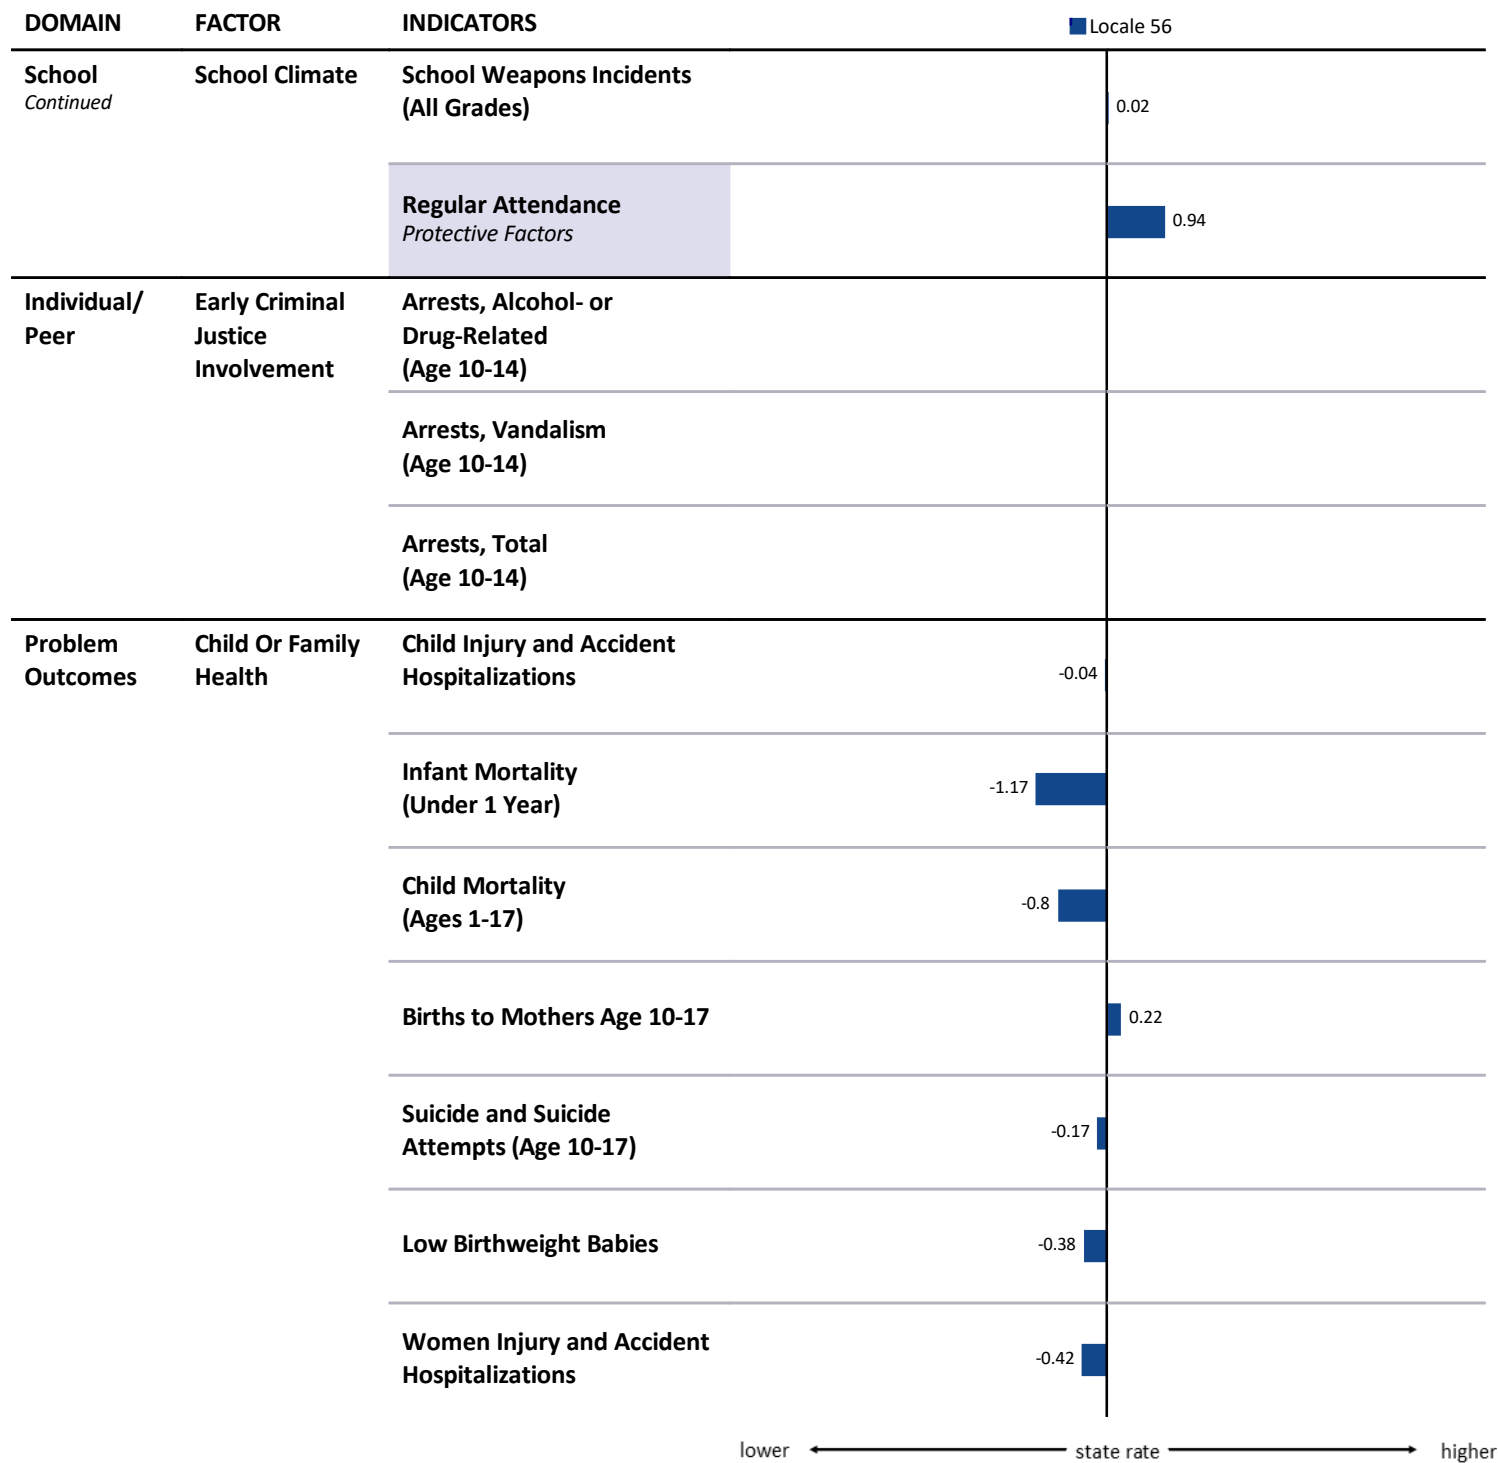 DOMAIN FACTOR INDICATORS Locale 56
School School Climate School Weapons Incidents
Continued (All Grades) 0.02
Regular Attendance 0.94
Protective Factors
Individual/ Early Criminal Arrests, Alcohol- or
Peer Justice Drug-Related
Involvement (Age 10-14)
Arrests, Vandalism
(Age 10-14)
Arrests, Total
(Age 10-14)
Problem Child Or Family Child Injury and Accident
Outcomes Health Hospitalizations -0.04
Infant Mortality
(Under 1 Year) -1.17
Child Mortality
(Ages 1-17) -0.8
Births to Mothers Age 10-17 0.22
Suicide and Suicide
Attempts (Age 10-17) -0.17
Low Birthweight Babies -0.38
Women Injury and Accident
Hospitalizations -0.42
lower state rate higher